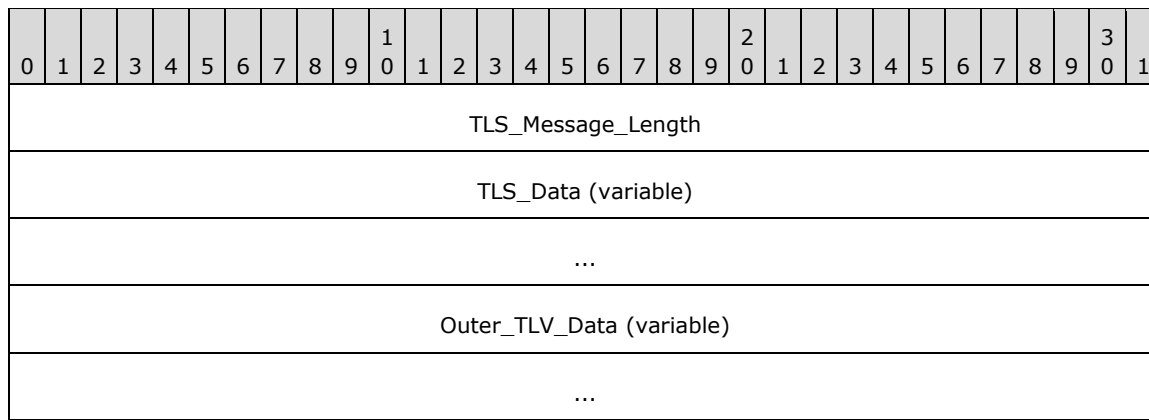 1 2 3
0 1 2 3 4 5 6 7 8 9 0 1 2 3 4 5 6 7 8 9 0 1 2 3 4 5 6 7 8 9 0 1
TLS_Message_Length
TLS_Data (variable)
...
Outer_TLV_Data (variable)
...